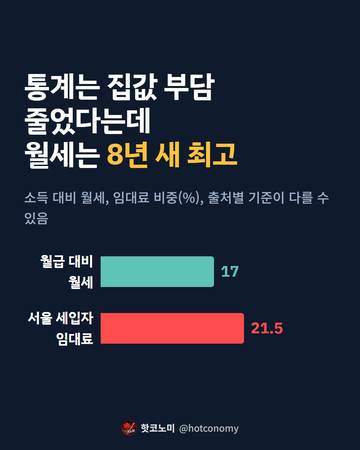 통계는 집값 부담
줄었다는데
월세는 8년 새 최고
소득 대비 월세, 임대료 비중(%), 출처별 기준이 다를 수
있음
월급 대비
월세
17
서울 세입자
임대료
21.5
핫코노미 @hotconomy